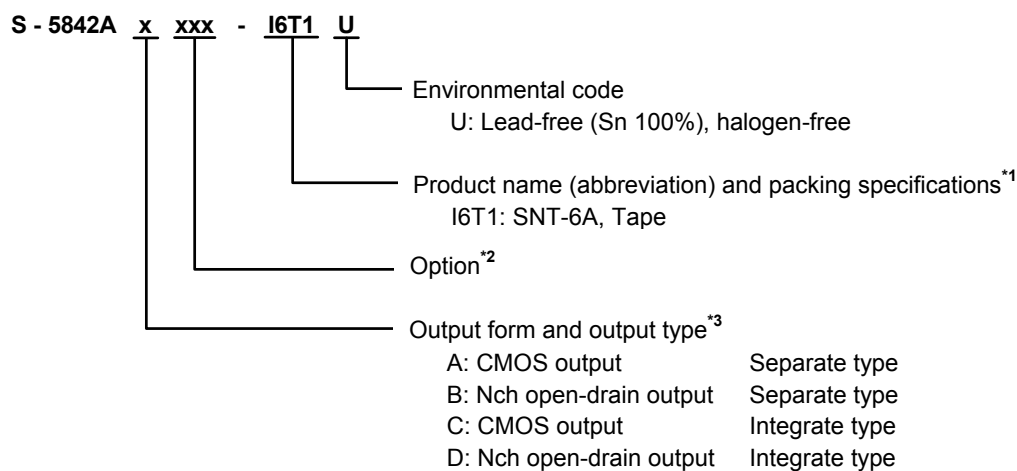 S - 5842A x xxx - I6T1 U
Environmental code
U: Lead-free (Sn 100%), halogen-free
Product name (abbreviation) and packing specifications*1
I6T1: SNT-6A, Tape
Option*2
Output form and output type*3
A: CMOS output Separate type
B: Nch open-drain output Separate type
C: CMOS output Integrate type
D: Nch open-drain output Integrate type